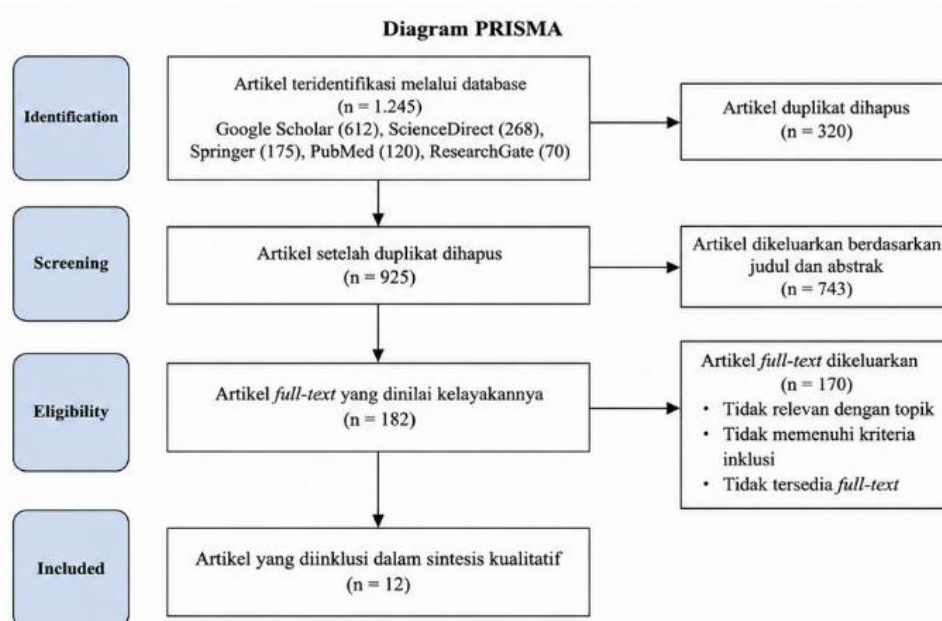 Diagram PRISMA
Identification
Artikel teridentifikasi melalui database
(n = 1.245)
Google Scholar (612), ScienceDirect (268),
Springer (175), PubMed (120), ResearchGate (70)
Artikel duplikat dihapus
(n = 320)
Screening
Artikel setelah duplikat dihapus
(n = 925)
Artikel dikeluarkan berdasarkan
judul dan abstrak
(n = 743)
Eligibility
Artikel full-text yang dinilai kelayakannya
(n = 182)
Artikel full-text dikeluarkan
(n = 170)
• Tidak relevan dengan topik
• Tidak memenuhi kriteria
inklusi
• Tidak tersedia full-text
Included
Artikel yang diinklusi dalam sintesis kualitatif
(n = 12)